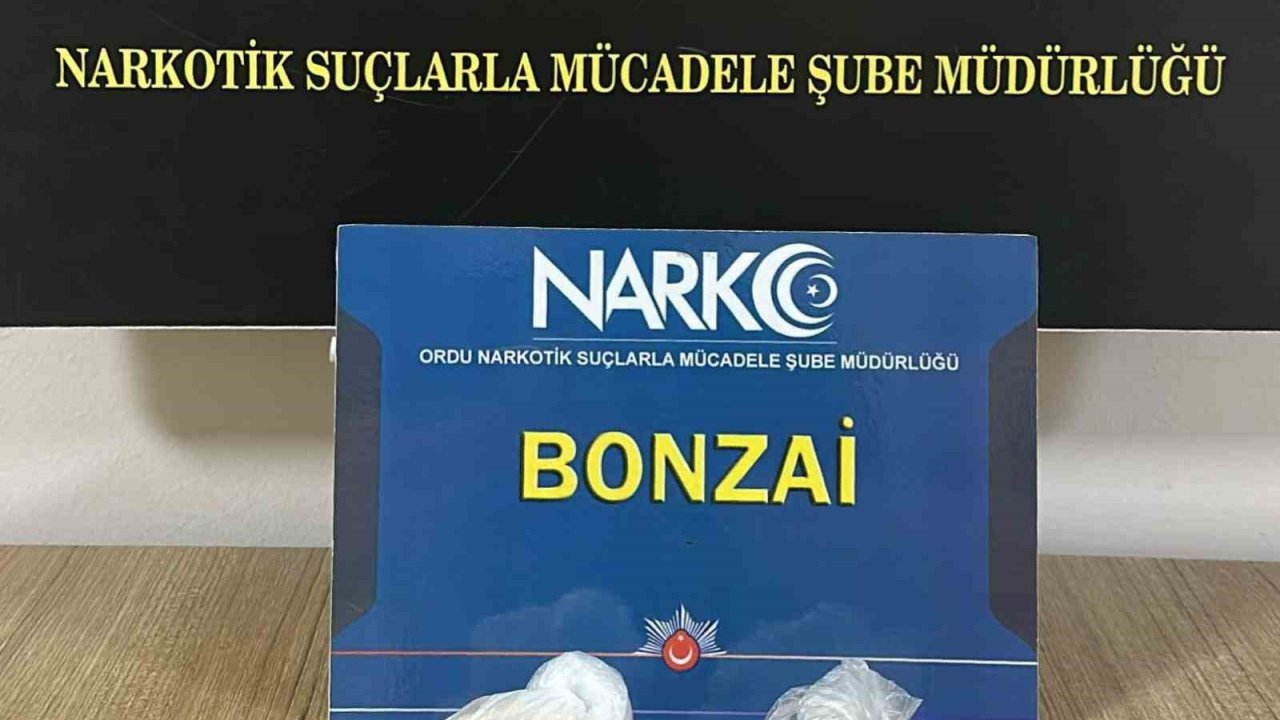 NARKOTİK SUÇLARLA MÜCADELE ŞUBE MÜDÜRLÜĞÜ
NARKO
ORDU NARKOTİK SUÇLARLA MÜCADELE ŞUBE MÜDÜRLÜĞÜ
BONZAİ